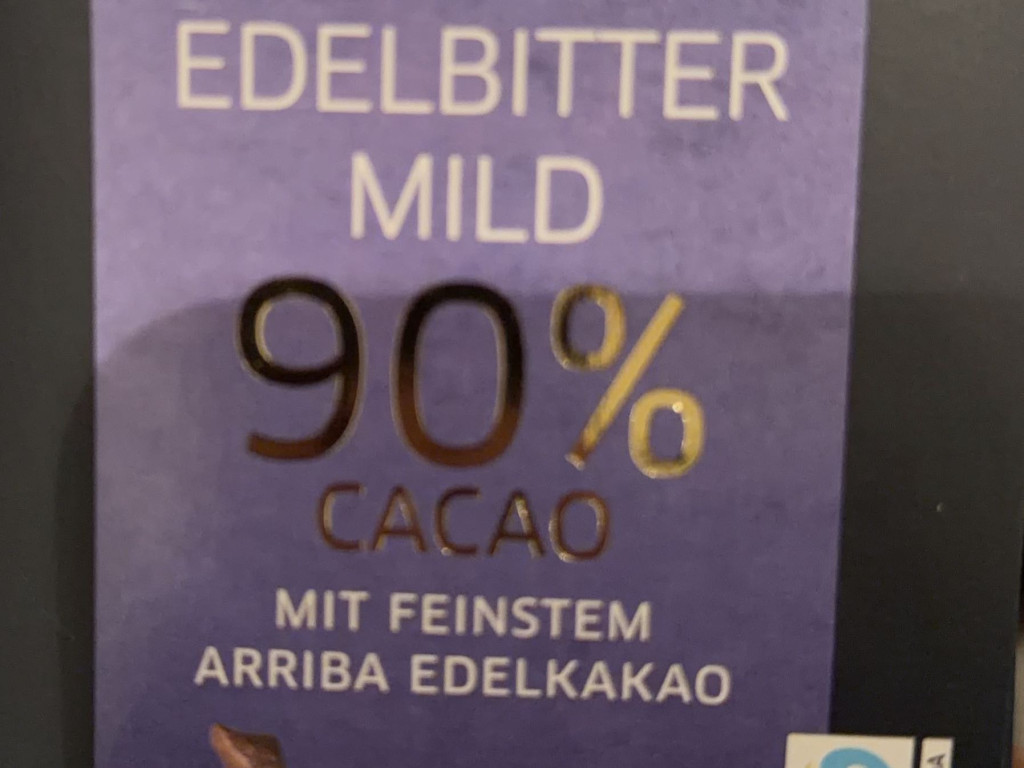 EDELBITTER
MILD
90%
CACAO
MIT FEINSTEM
ARRIBA EDELKAKAO
A